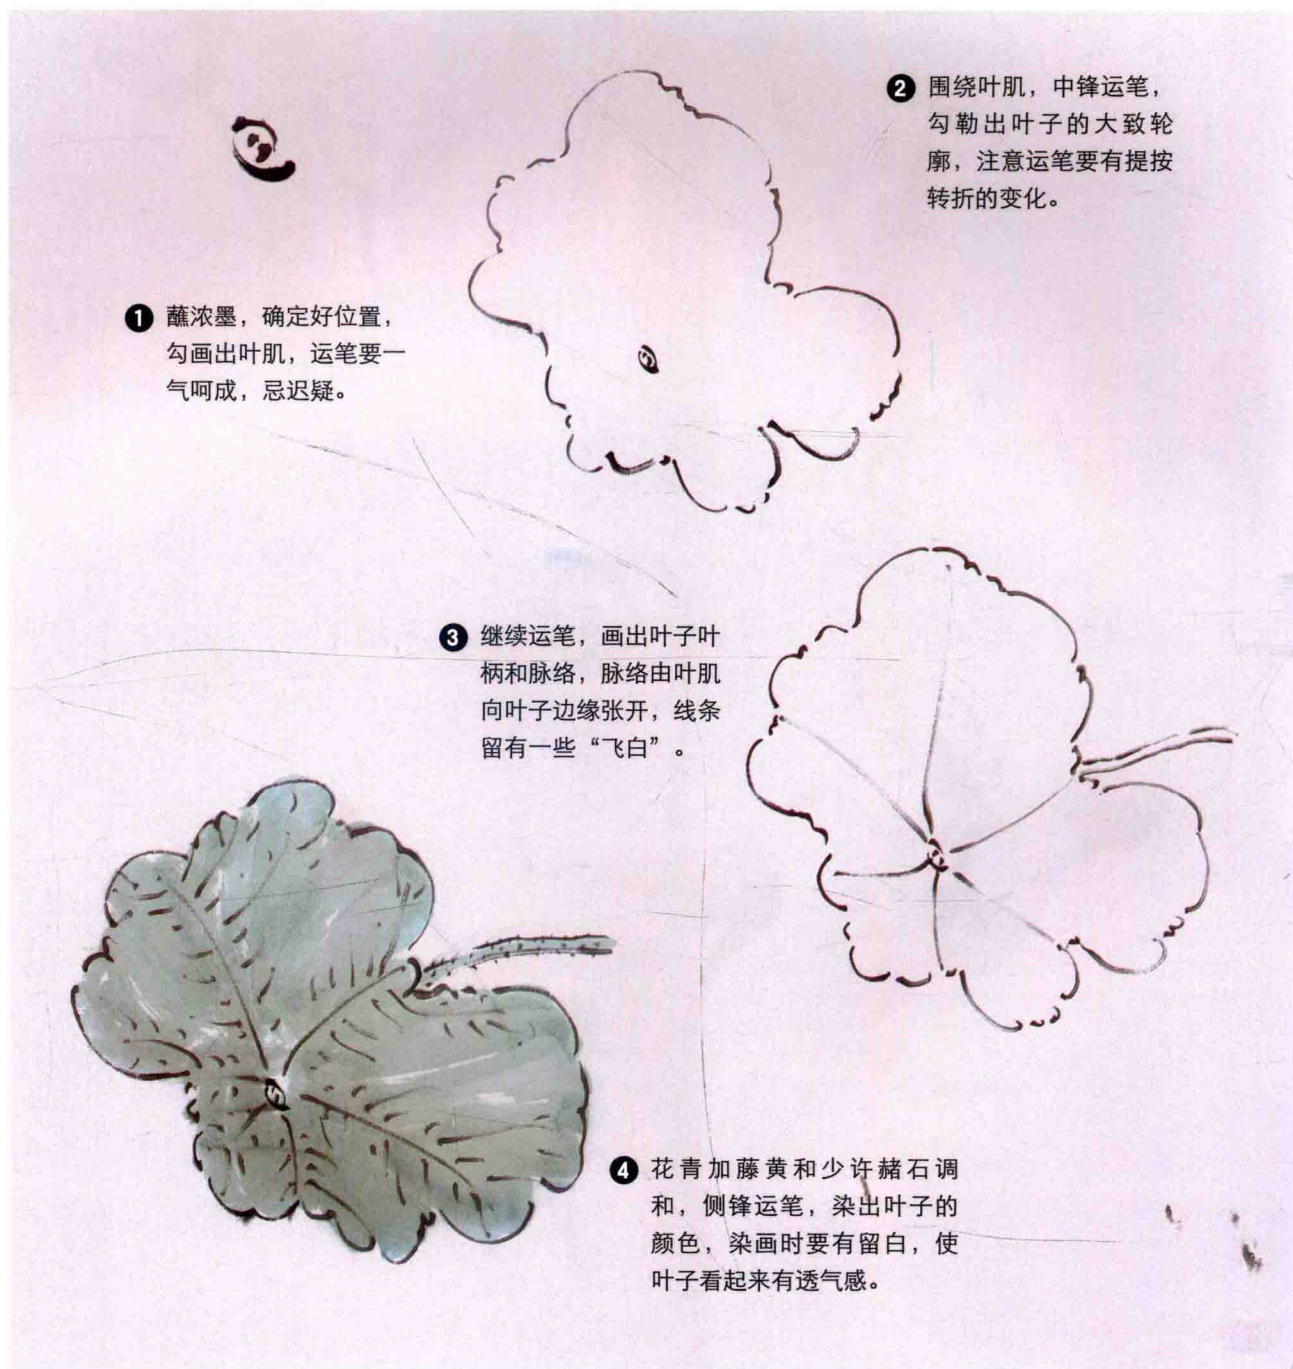 ❶ 蘸浓墨，确定好位置，
勾画出叶肌，运笔要一
气呵成，忌迟疑。
❷ 围绕叶肌，中锋运笔，
勾勒出叶子的大致轮
廓，注意运笔要有提按
转折的变化。
❸ 继续运笔，画出叶子叶
柄和脉络，脉络由叶肌
向叶子边缘张开，线条
留有一些“飞白”。
❹ 花青加藤黄和少许赭石调
和，侧锋运笔，染出叶子的
颜色，染画时要有留白，使
叶子看起来有透气感。